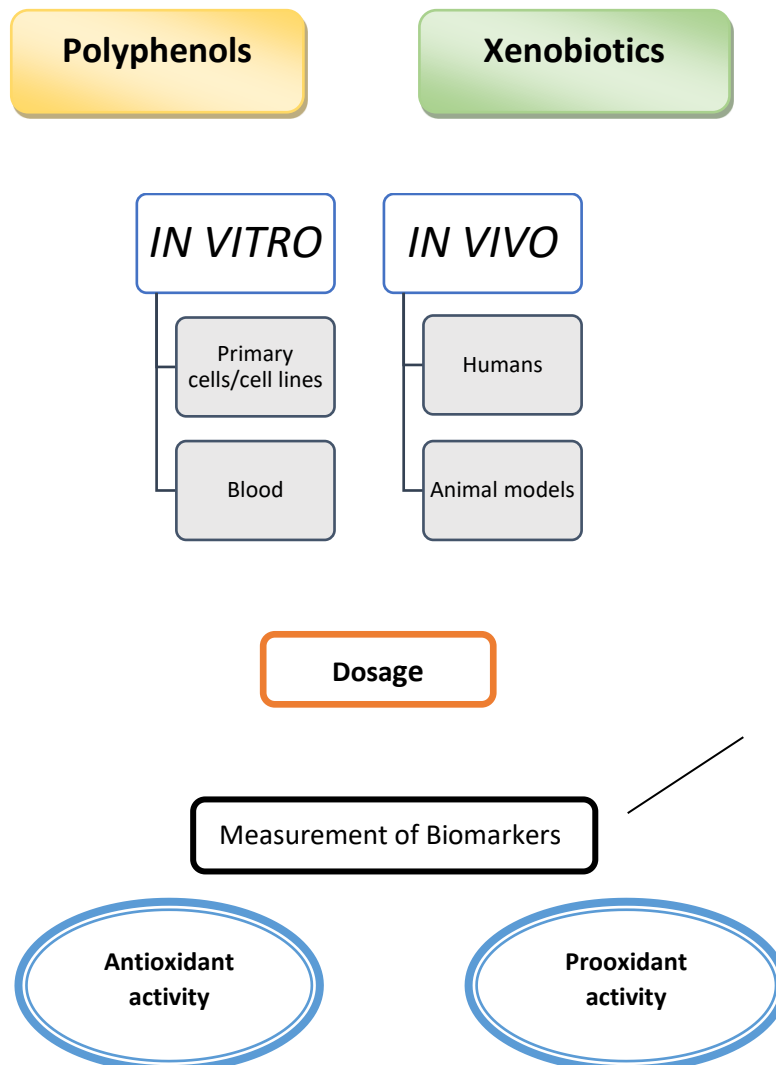 Polyphenols
Xenobiotics
IN VITRO
IN VIVO
Primary
cells/cell lines
Humans
Blood
Animal models
Dosage
Measurement of Biomarkers
Antioxidant
activity
Prooxidant
activity